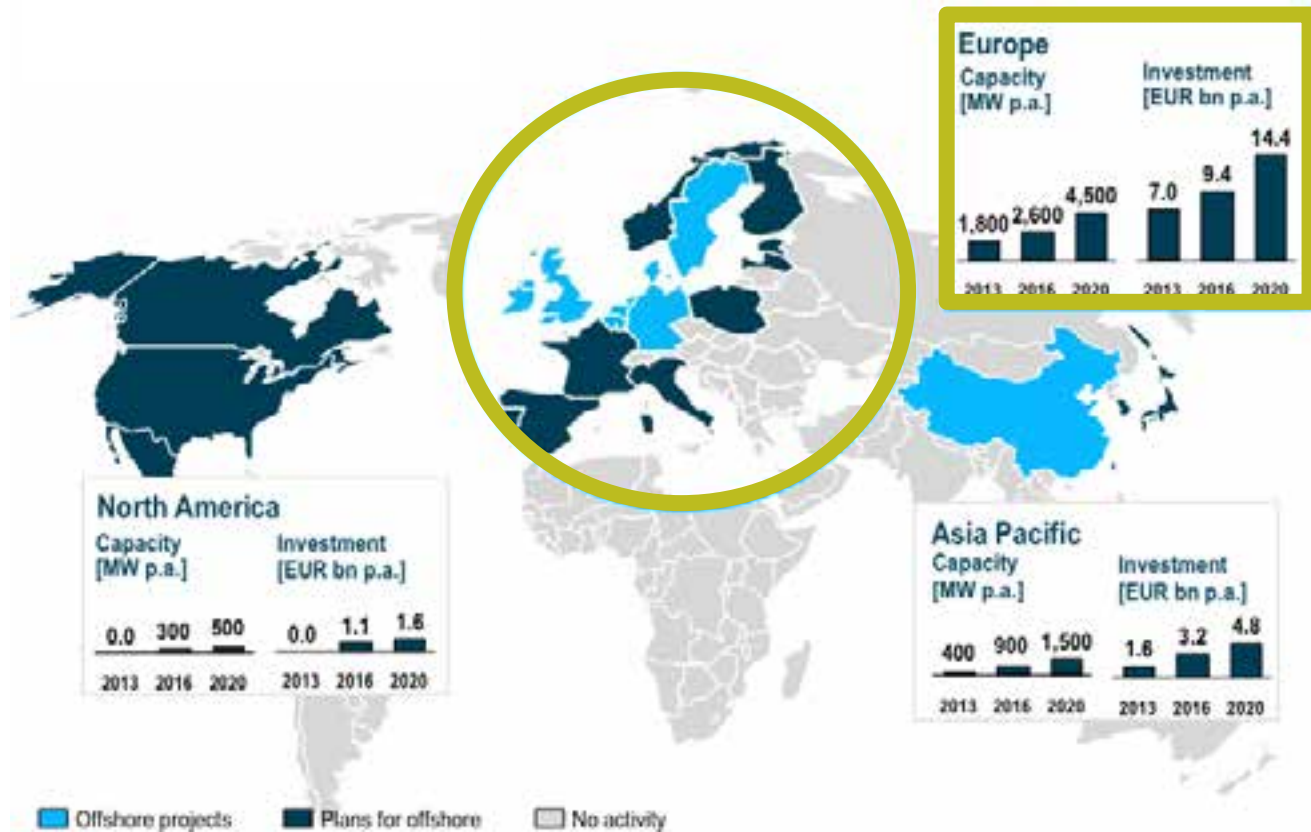 Europe
Capacity
[MW p.a.]
Investment
[EUR bn p.a.]
1,800 2,600 4,500
7.0 9.4 14.4
2013 2016 2020
2013 2016 2020
North America
Capacity
[MW p.a.]
Investment
[EUR bn p.a.]
0.0 300 500
0.0 1.1 1.6
2013 2016 2020
2013 2016 2020
Asia Pacific
Capacity
[MW p.a.]
Investment
[EUR bn p.a.]
400 900 1,500
1.6 3.2 4.8
2013 2016 2020
2013 2016 2020
Offshore projects
Plans for offshore
No activity